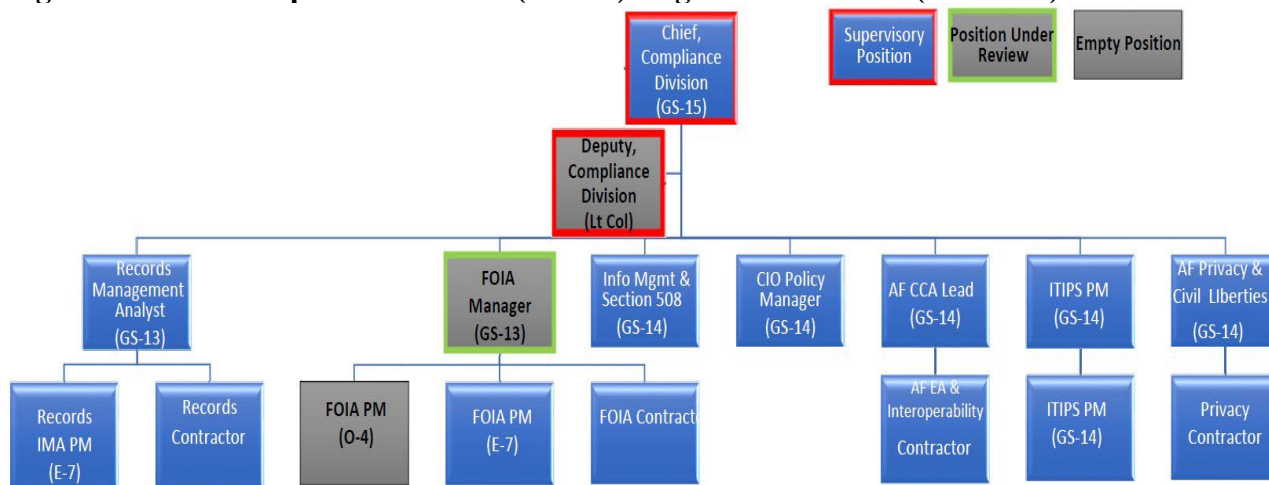 Chief,
Compliance
Division
(GS-15)
Supervisory
Position
Position Under
Review
Empty Position
Deputy,
Compliance
Division
(Lt Col)
Records
Management
Analyst
(GS-13)
FOIA
Manager
(GS-13)
Info Mgmt &
Section 508
(GS-14)
CIO Policy
Manager
(GS-14)
AF CCA Lead
(GS-14)
ITIPS PM
(GS-14)
AF Privacy &
Civil LIberties
(GS-14)
Records
IMA PM
(E-7)
Records
Contractor
FOIA PM
(O-4)
FOIA PM
(E-7)
FOIA Contract
AF EA &
Interoperability
Contractor
ITIPS PM
(GS-14)
Privacy
Contractor